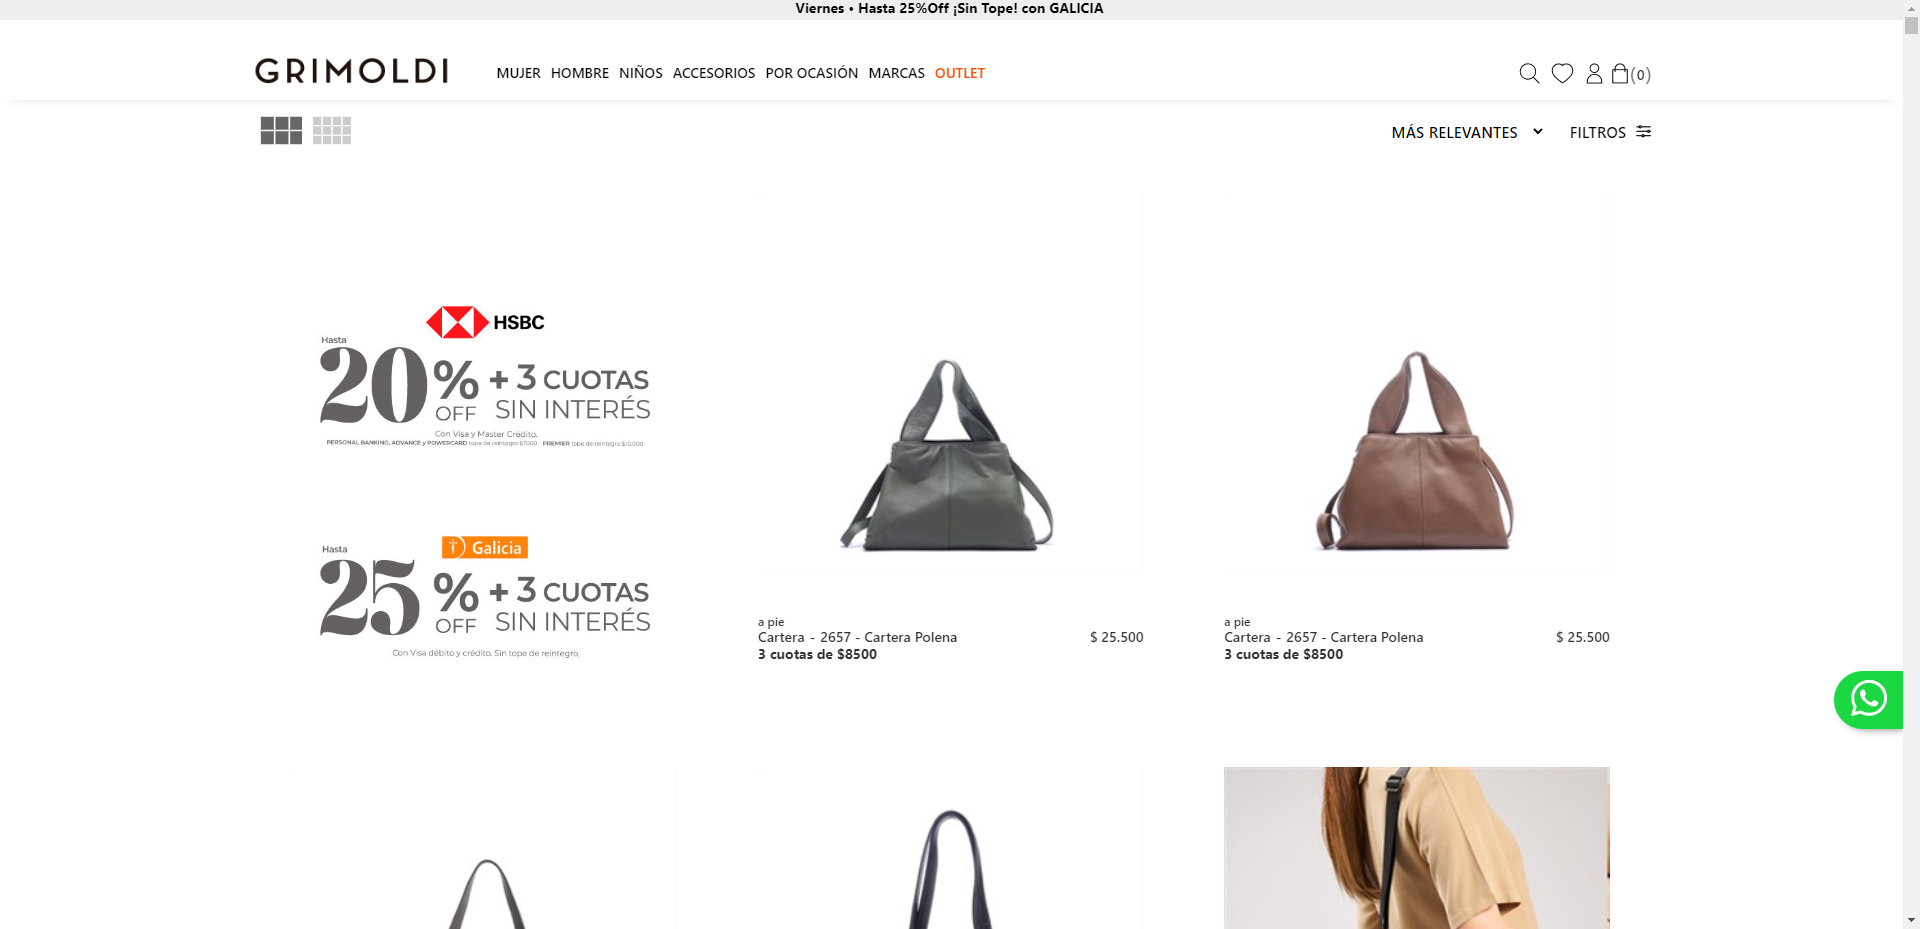 Viernes • Hasta 25%Off ¡Sin Tope! con GALICIA
GRIMOLDI
MUJER HOMBRE NIÑOS ACCESORIOS POR OCASIÓN MARCAS OUTLET
(0)
MÁS RELEVANTES
FILTROS
HSBC
Hasta
20% OFF + 3 CUOTAS
SIN INTERÉS
Con Visa y Master Crédito.
PERSONAL BANKING, ADVANCE y POWERCARD tope de reintegro $7000. PREMIER tope de reintegro $10.000
Galicia
Hasta
25% OFF + 3 CUOTAS
SIN INTERÉS
Con Visa débito y crédito. Sin tope de reintegro.
a pie
Cartera - 2657 - Cartera Polena $ 25.500
3 cuotas de $8500
a pie
Cartera - 2657 - Cartera Polena $ 25.500
3 cuotas de $8500